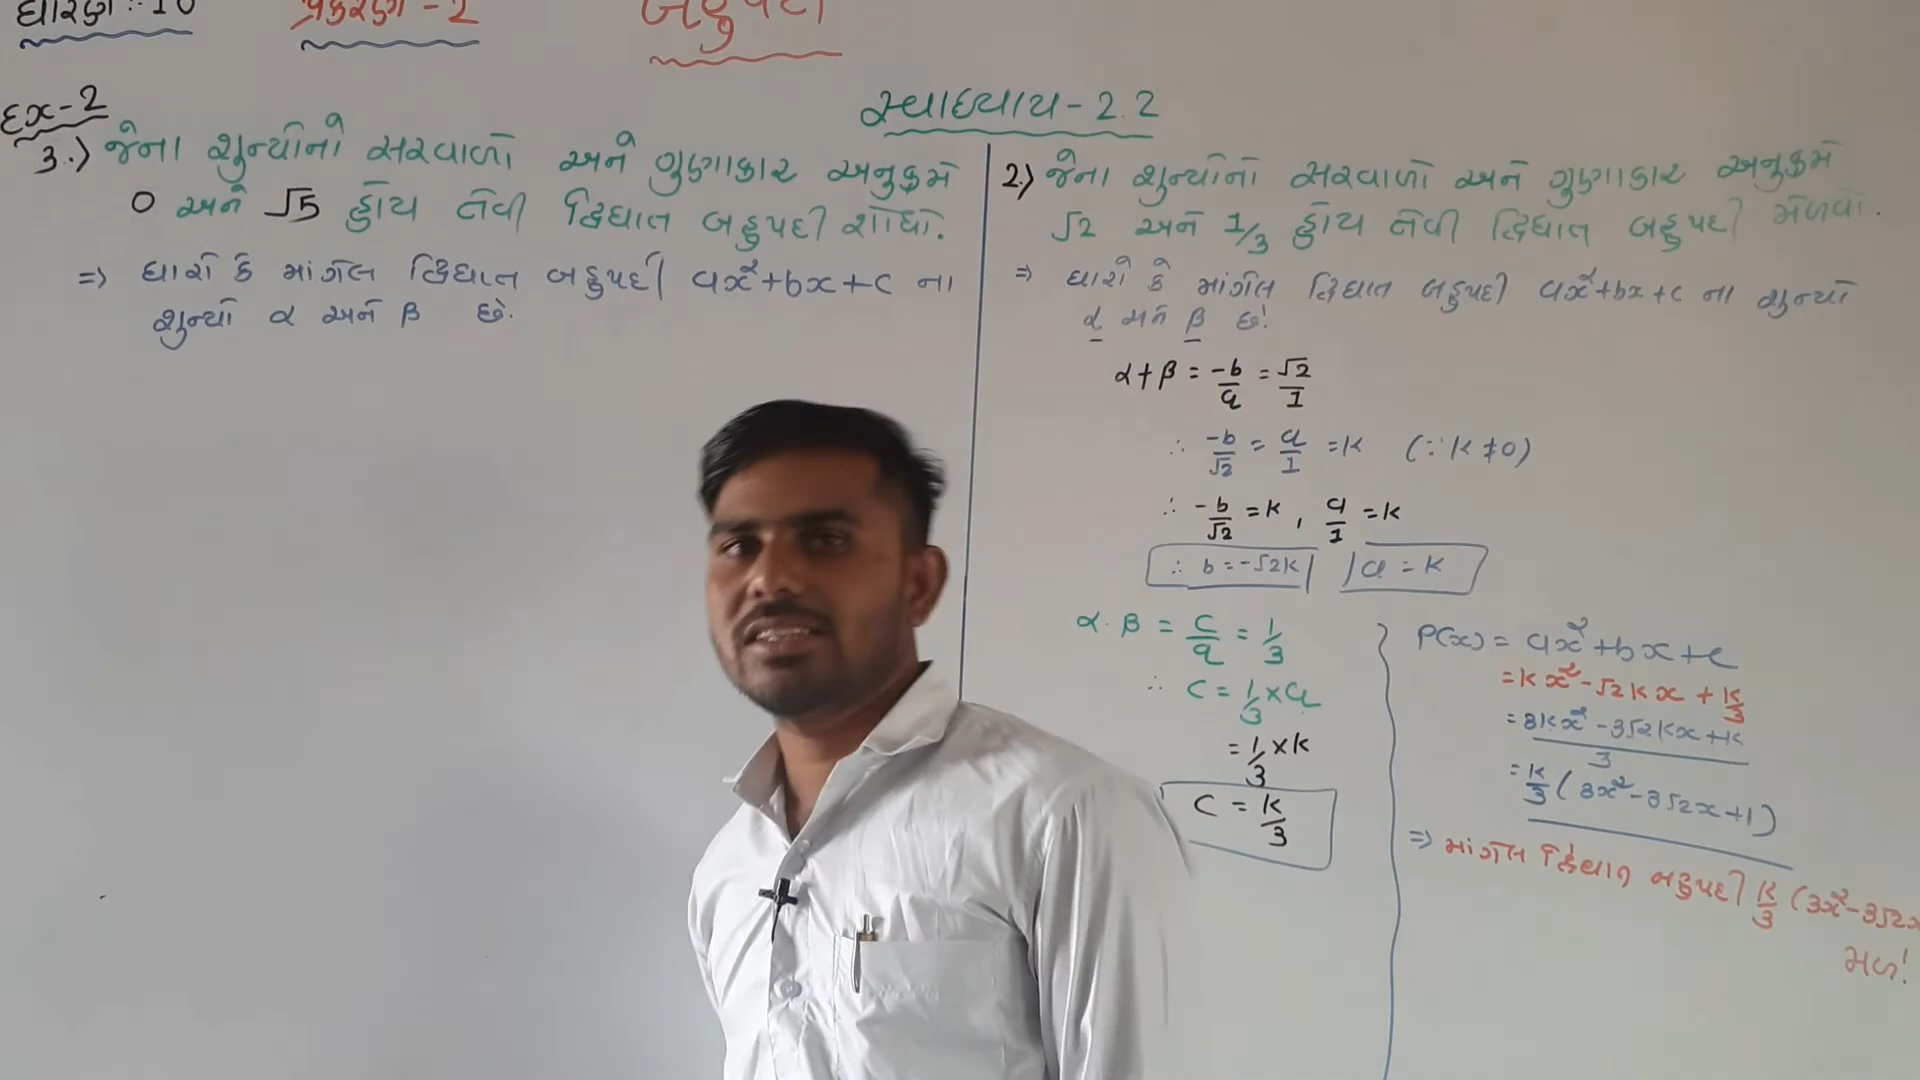 ધોરણ :- 10 પ્રકરણ - 2 બહુપદી
સ્વાધ્યાય - 2.2
Ex-2
3.) જેના શુન્યોનો સરવાળો અને ગુણાકાર અનુક્રમે
0 અને √5 હોય તેવી દ્વિઘાત બહુપદી શોધો.
=> ધારો કે માંગેલ દ્વિઘાત બહુપદી ax²+bx+c ના
શુન્યો α અને β છે.
2.) જેના શુન્યોનો સરવાળો અને ગુણાકાર અનુક્રમે
√2 અને 1/3 હોય તેવી દ્વિઘાત બહુપદી મેળવો.
=> ધારો કે માંગેલ દ્વિઘાત બહુપદી ax²+bx+c ના શુન્યો
α અને β છે.
α+β = -b/a = √2/1
∴ -b/√2 = a/1 = k (∵ k ≠ 0)
∴ -b/√2 = k , a/1 = k
∴ b = -√2k a = k
α.β = c/a = 1/3
∴ c = 1/3 × a
= 1/3 × k
c = k/3
P(x) = ax²+bx+c
= kx² - √2kx + k/3
= 3kx² - 3√2kx + k / 3
= k/3 (3x² - 3√2x + 1)
=> માંગેલ દ્વિઘાત બહુપદી k/3 (3x² - 3√2x
મળે.